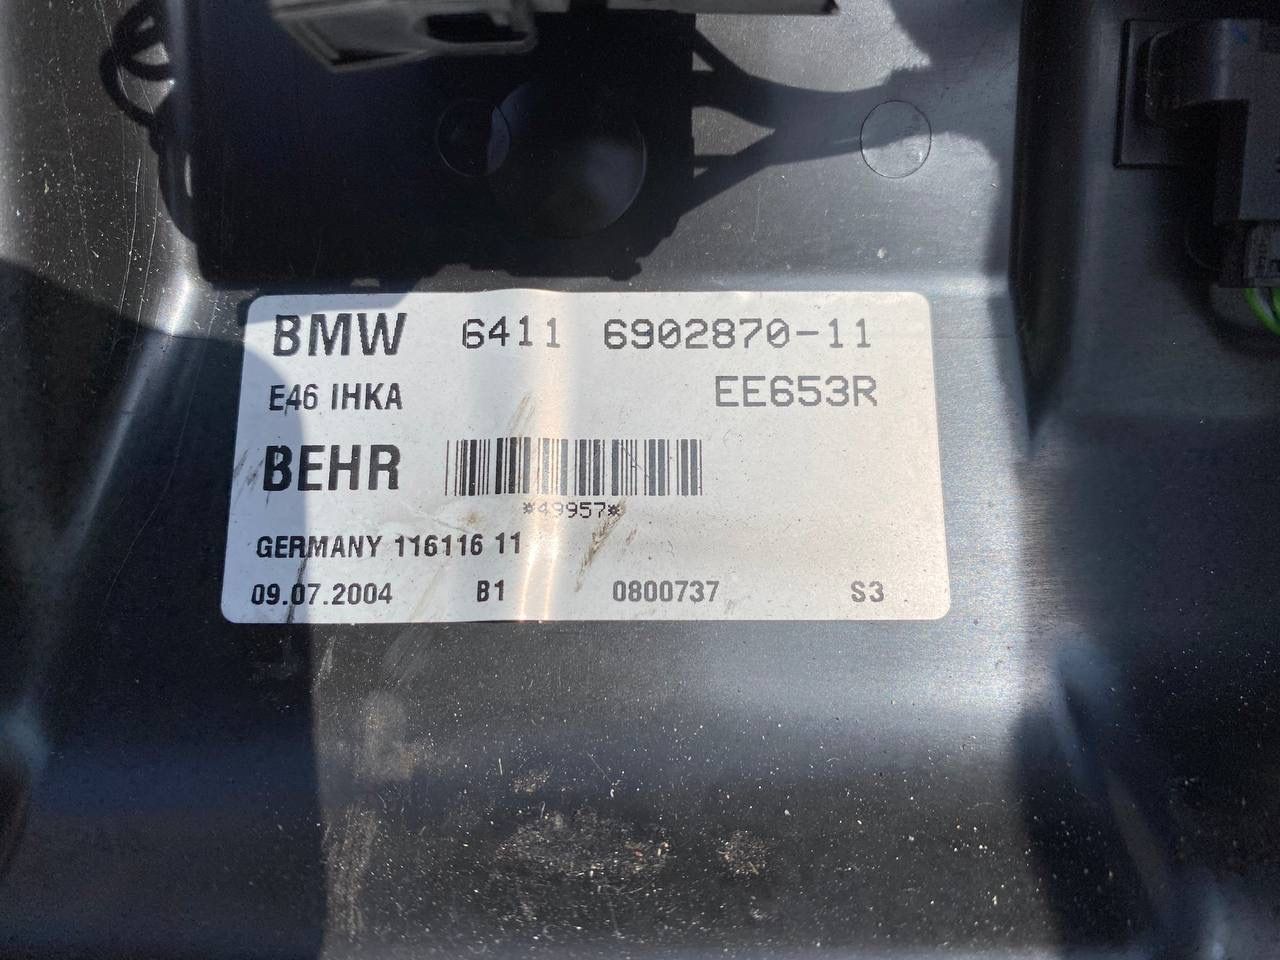 BMW 6411 6902870-11
E46 IHKA EE653R
BEHR
*49957*
GERMANY 116116 11
09.07.2004 B1 0800737 S3